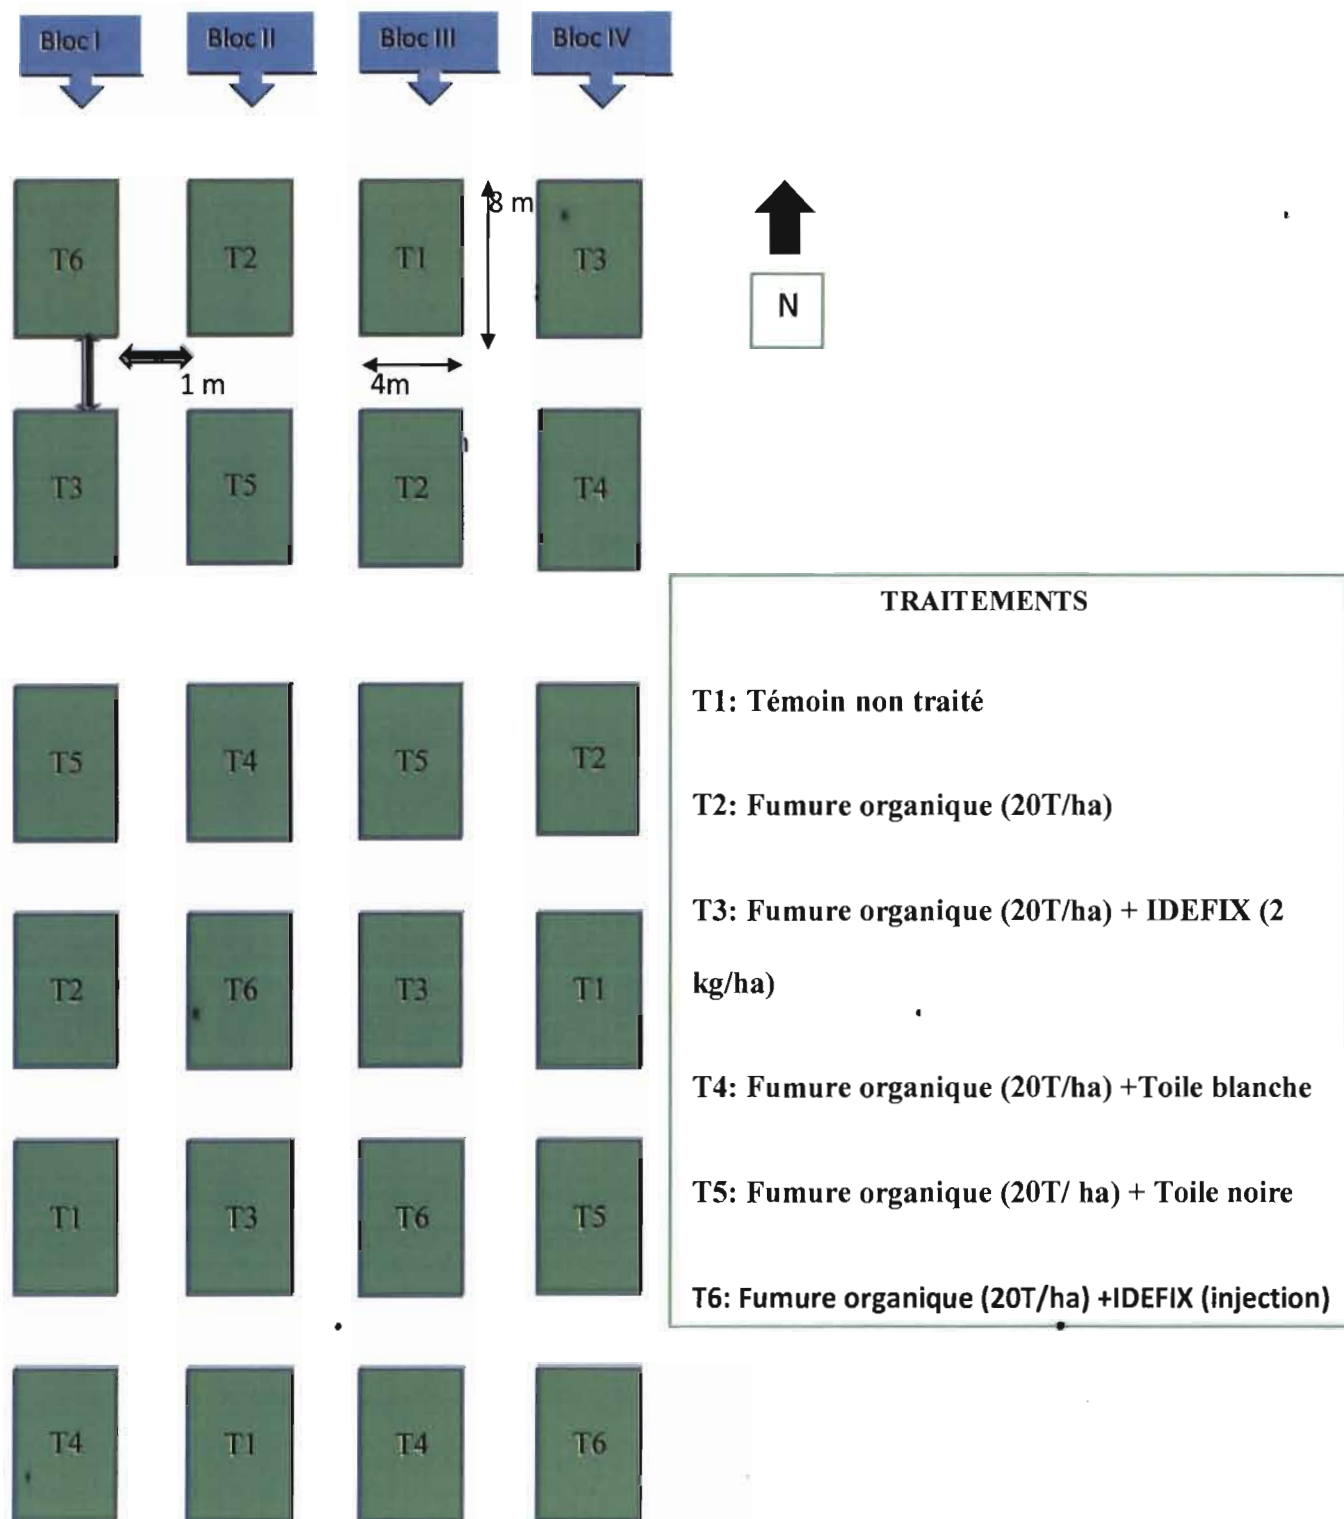 Bloc I Bloc II Bloc III Bloc IV
T6 T2 T1 8 m T3
N
1 m 4m
T3 T5 T2 T4
TRAITEMENTS
T1: Témoin non traité
T2: Fumure organique (20T/ha)
T3: Fumure organique (20T/ha) + IDEFIX (2
kg/ha)
T4: Fumure organique (20T/ha) +Toile blanche
T5: Fumure organique (20T/ ha) + Toile noire
T6: Fumure organique (20T/ha) +IDEFIX (injection)
T5 T4 T5 T2
T2 T6 T3 T1
T1 T3 T6 T5
T4 T1 T4 T6